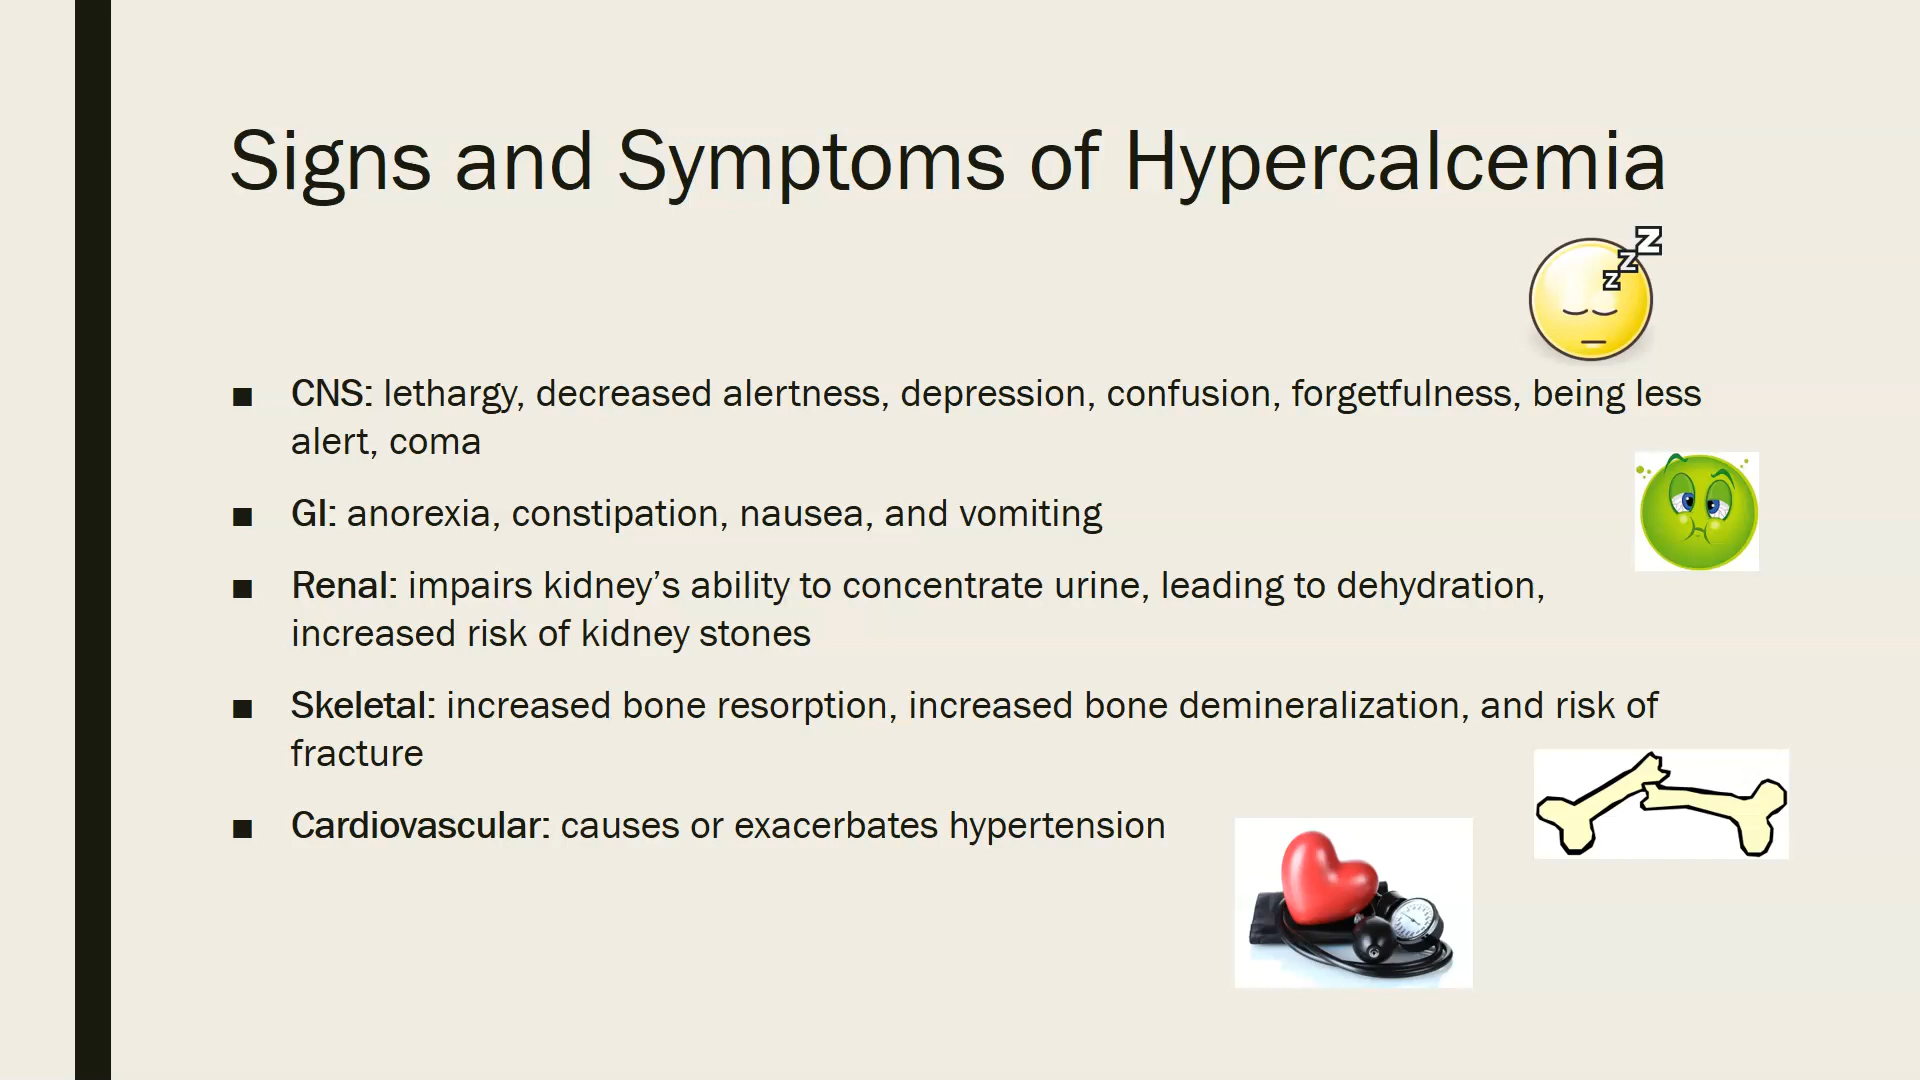 Signs and Symptoms of Hypercalcemia
z
z
z
■ CNS: lethargy, decreased alertness, depression, confusion, forgetfulness, being less
alert, coma
■ GI: anorexia, constipation, nausea, and vomiting
■ Renal: impairs kidney’s ability to concentrate urine, leading to dehydration,
increased risk of kidney stones
■ Skeletal: increased bone resorption, increased bone demineralization, and risk of
fracture
■ Cardiovascular: causes or exacerbates hypertension